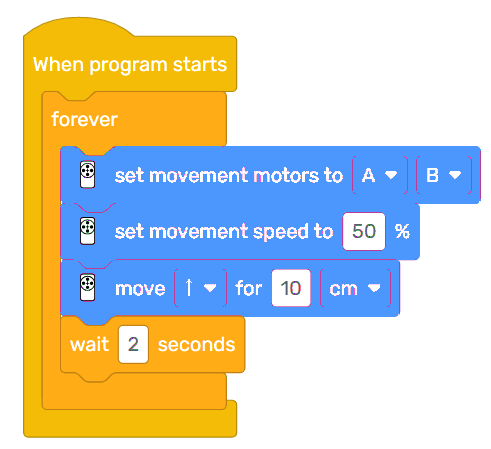 When program starts
forever
set movement motors to A B
set movement speed to 50 %
move ↑ for 10 cm
wait 2 seconds